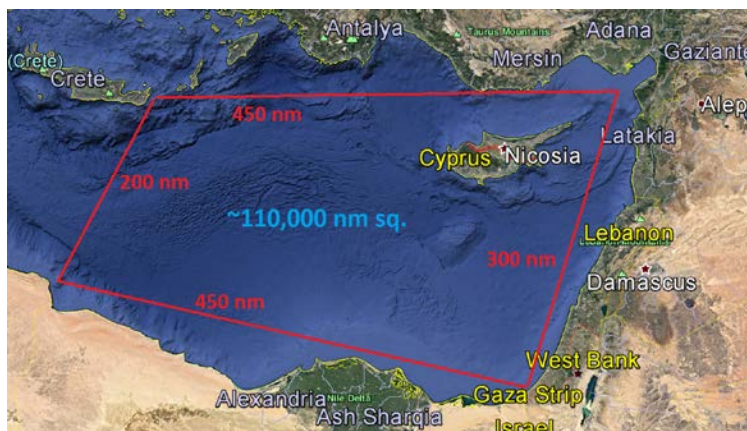 Antalya
Taurus Mountains
Adana
Mersin
Gaziante
(Crete)
Crete
450 nm
Alep
Latakia
Cyprus
Nicosia
200 nm
~110,000 nm sq.
Lebanon
300 nm
Damascus
450 nm
West Bank
Alexandria
Nile Delta
Gaza Strip
Ash Sharqia
Israel